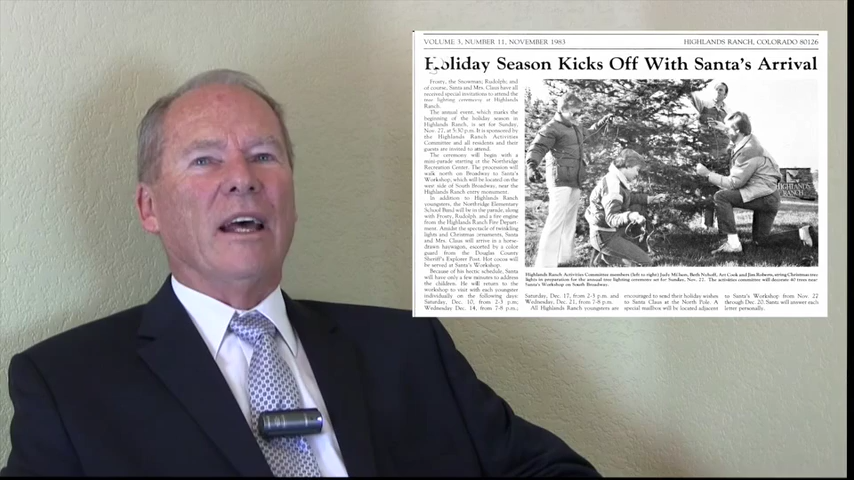 VOLUME 3, NUMBER 11, NOVEMBER 1983
HIGHLANDS RANCH, COLORADO 80126
Holiday Season Kicks Off With Santa's Arrival
Frosty, the Snowman, Rudolph, and
of course, Santa and Mrs. Claus have all
received special invitations to attend the
tree lighting ceremony at Highlands
Ranch.
The annual event, which marks the
beginning of the holiday season in
Highlands Ranch, is set for Sunday,
Nov. 27, at 5:30 p.m. It is sponsored by
the Highlands Ranch Activities
Committee and all residents and their
guests are invited to attend.
The ceremony will begin with a
mini-parade starting at the Northridge
Recreation Center. The procession will
walk north on Broadway to Santa's
Workshop, which will be located on the
west side of South Broadway, near the
Highlands Ranch entry monument.
In addition to Highlands Ranch
youngsters, the Northridge Elementary
School Band will be in the parade, along
with Frosty, Rudolph, and a fire engine
from the Highlands Ranch Fire Depart-
ment. Amidst the spectacle of twinkling
lights and Christmas ornaments, Santa
and Mrs. Claus will arrive in a horse-
drawn haywagon, escorted by a color
guard from the Douglas County
Sheriff's Explorer Post. Hot cocoa will
be served at Santa's Workshop.
Because of his hectic schedule, Santa
will have only a few minutes to address
the children. He will return to the
workshop to visit with each youngster
individually on the following days:
Saturday, Dec. 10, from 2-3 p.m.;
Wednesday Dec. 14, from 7-8 p.m.;
HIGHLANDS
RANCH
Highlands Ranch Activities Committee members (left to right) Judy McIlson, Beth Nohoff, Art Cook and Jim Roberts, string Christmas tree
lights in preparation for the annual tree lights ceremony set for Sunday, Nov. 27. The activities committee will decorate 40 trees near
Santa's Workshop on South Broadway.
Saturday, Dec. 17, from 2-3 p.m. and
Wednesday, Dec. 21, from 7-8 p.m.
All Highlands Ranch youngsters are
encouraged to send their holiday wishes
to Santa Claus at the North Pole. A
special mailbox will be located adjacent
to Santa's Workshop from Nov. 27
through Dec. 20. Santa will answer each
letter personally.